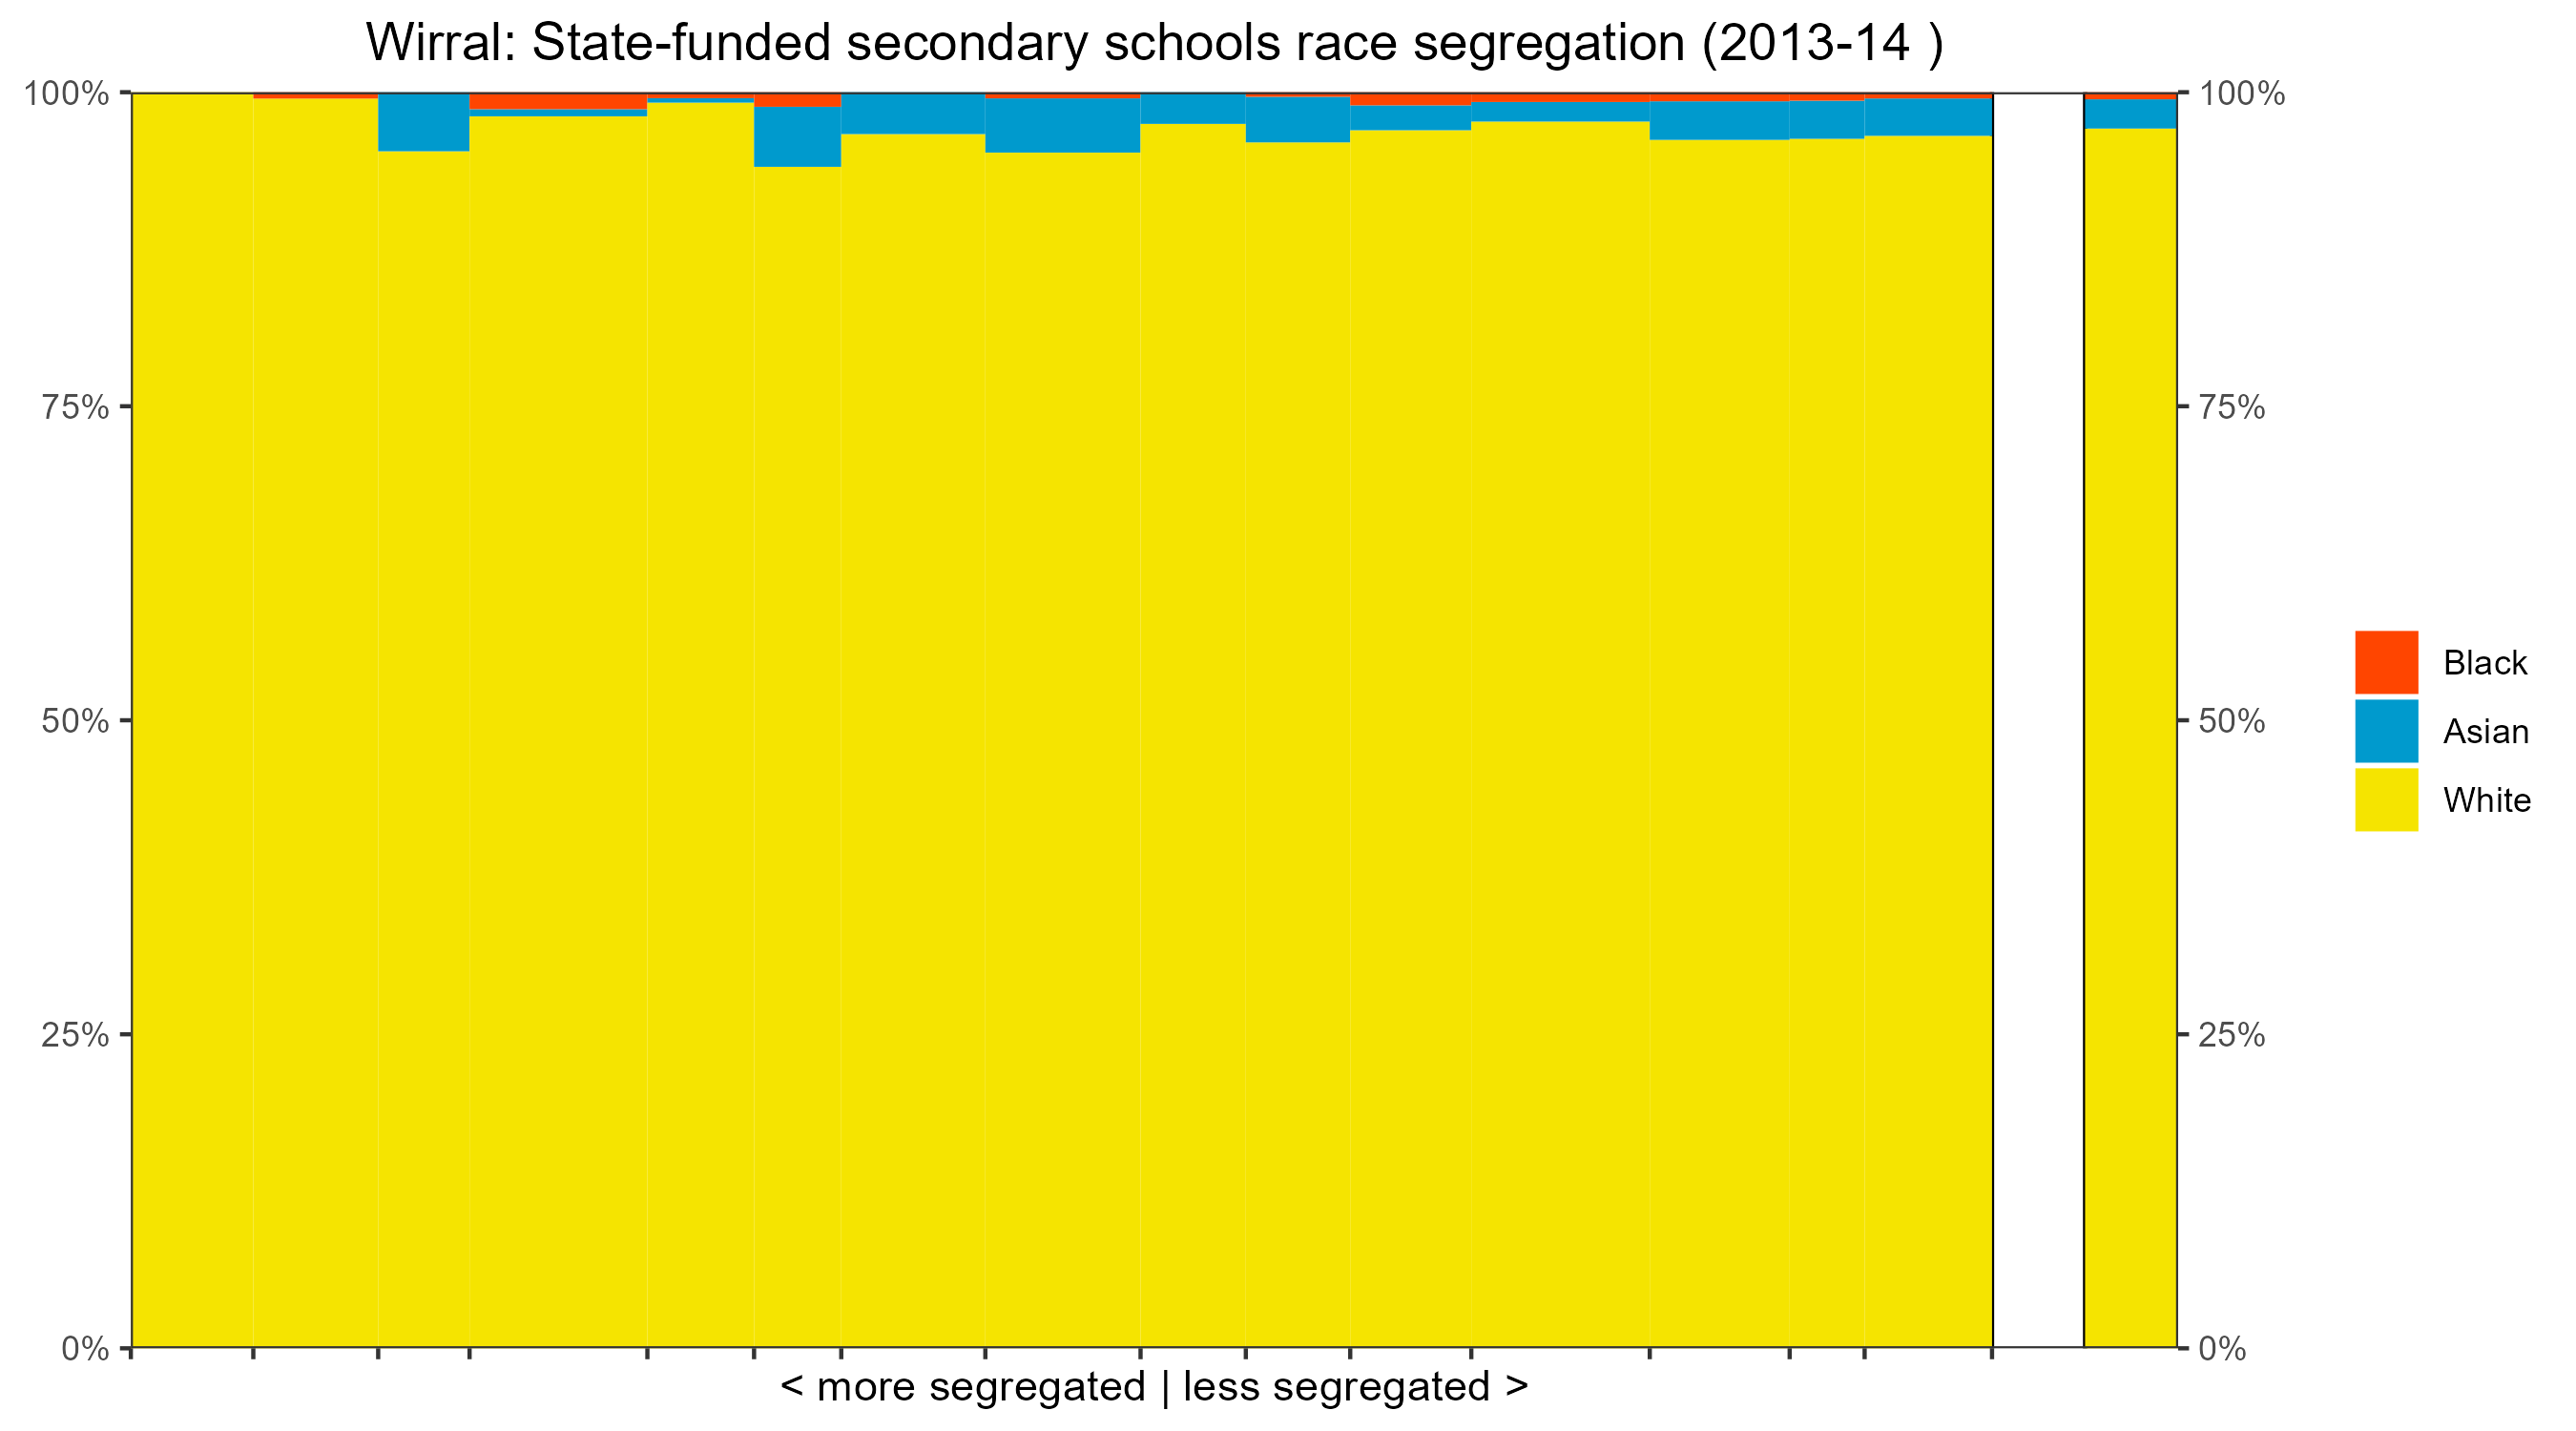 Wirral: State-funded secondary schools race segregation (2013-14 )
100%
100%
75%
75%
50%
50%
25%
25%
0%
0%
Black
Asian
White
< more segregated | less segregated >